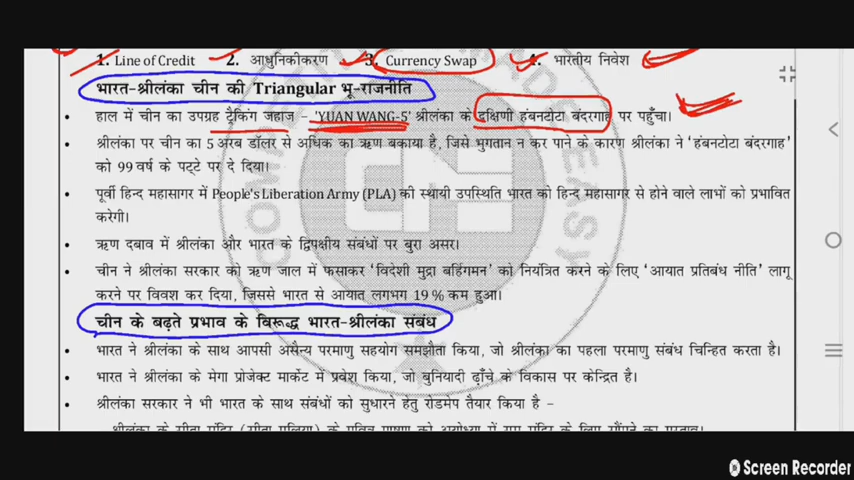 1. Line of Credit 2. आधुनिकीकरण 3. Currency Swap 4. भारतीय निवेश
भारत-श्रीलंका चीन की Triangular भू-राजनीति
• हाल में चीन का उपग्रह ट्रैकिंग जहाज - 'YUAN WANG-5' श्रीलंका के दक्षिणी हंबनटोटा बंदरगाह पर पहुँचा।
• श्रीलंका पर चीन का 5 अरब डॉलर से अधिक का ऋण बकाया है, जिसे भुगतान न कर पाने के कारण श्रीलंका ने 'हंबनटोटा बंदरगाह'
को 99 वर्ष के पट्टे पर दे दिया।
• पूर्वी हिन्द महासागर में People's Liberation Army (PLA) की स्थायी उपस्थिति भारत को हिन्द महासागर से होने वाले लाभों को प्रभावित
करेगी।
• ऋण दबाव में श्रीलंका और भारत के द्विपक्षीय संबंधों पर बुरा असर।
• चीन ने श्रीलंका सरकार को ऋण जाल में फसाकर 'विदेशी मुद्रा बर्हिगमन' को नियंत्रित करने के लिए 'आयात प्रतिबंध नीति' लागू
करने पर विवश कर दिया, जिससे भारत से आयात लगभग 19% कम हुआ।
चीन के बढ़ते प्रभाव के विरूद्ध भारत-श्रीलंका संबंध
• भारत ने श्रीलंका के साथ आपसी असैन्य परमाणु सहयोग समझौता किया, जो श्रीलंका का पहला परमाणु संबंध चिन्हित करता है।
• भारत ने श्रीलंका के मेगा प्रोजेक्ट मार्केट में प्रवेश किया, जो बुनियादी ढ़ाँचे के विकास पर केन्द्रित है।
• श्रीलंका सरकार ने भी भारत के साथ संबंधों को सुधारने हेतु रोडमेप तैयार किया है -
Screen Recorder